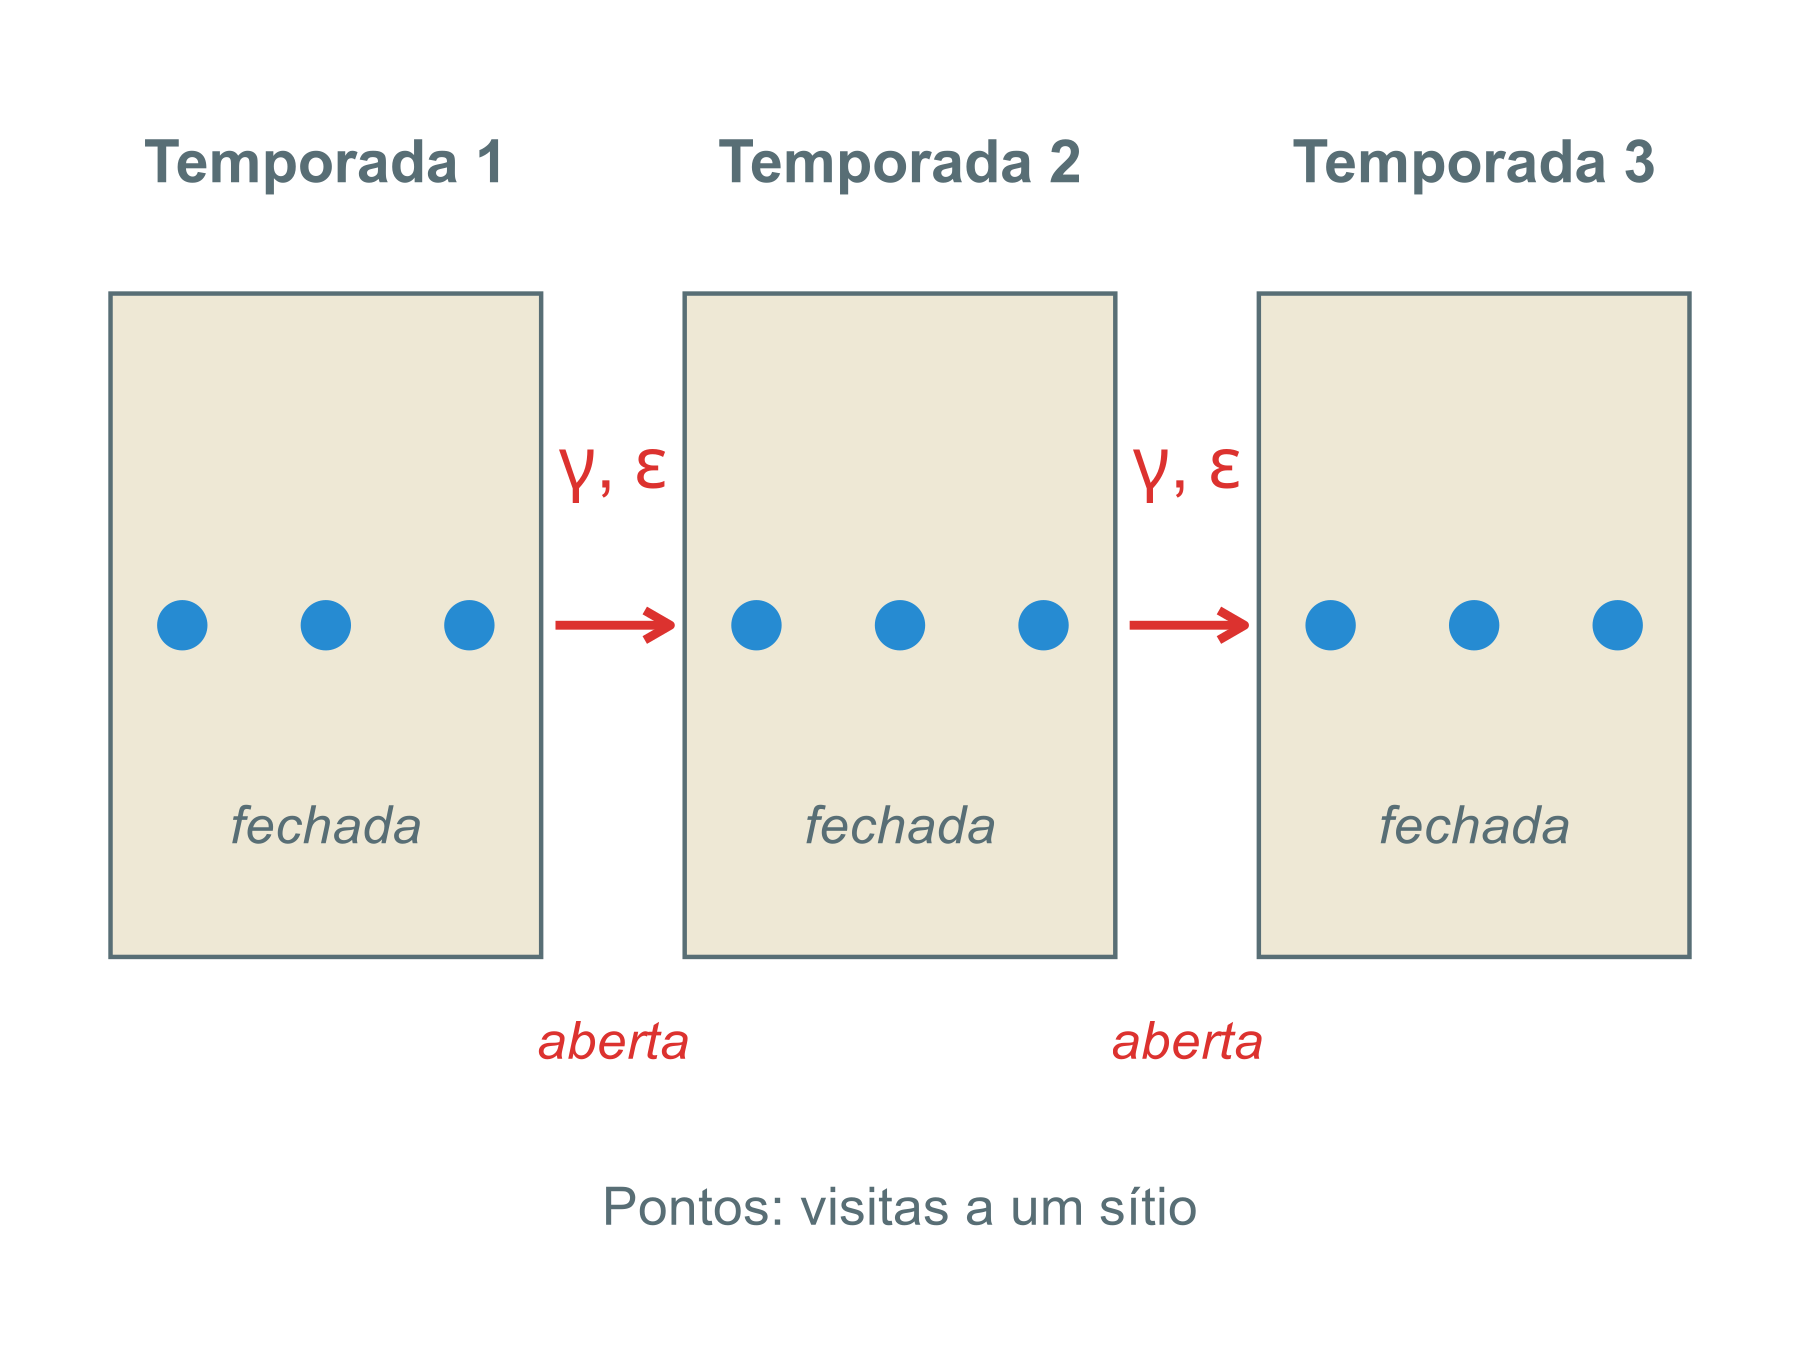 Temporada 1 Temporada 2 Temporada 3
γ, ε γ, ε
fechada fechada fechada
aberta aberta
Pontos: visitas a um sítio